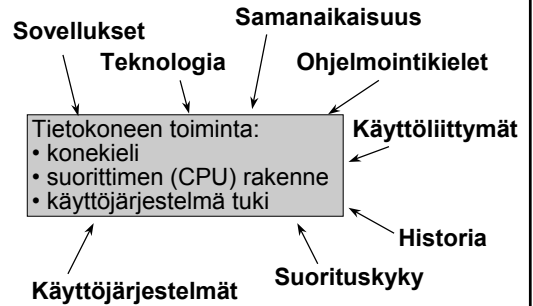 Samanaikaisuus
Sovellukset
Teknologia
Ohjelmointikielet
Tietokoneen toiminta:
• konekieli
• suorittimen (CPU) rakenne
• käyttöjärjestelmä tuki
Käyttöliittymät
Historia
Suorituskyky
Käyttöjärjestelmät